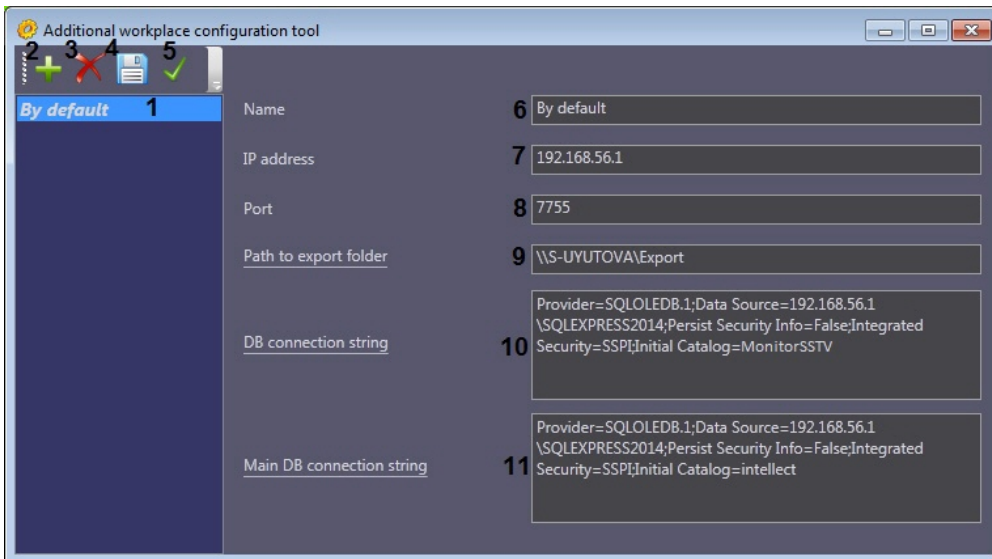 Additional workplace configuration tool
2 3 4 5
By default 1
Name 6 By default
IP address 7 192.168.56.1
Port 8 7755
Path to export folder 9 \\S-UYUTOVA\Export
DB connection string 10
Provider=SQLOLEDB.1;Data Source=192.168.56.1
\SQLEXPRESS2014;Persist Security Info=False;Integrated
Security=SSPI;Initial Catalog=MonitorSSTV
Main DB connection string 11
Provider=SQLOLEDB.1;Data Source=192.168.56.1
\SQLEXPRESS2014;Persist Security Info=False;Integrated
Security=SSPI;Initial Catalog=intellect